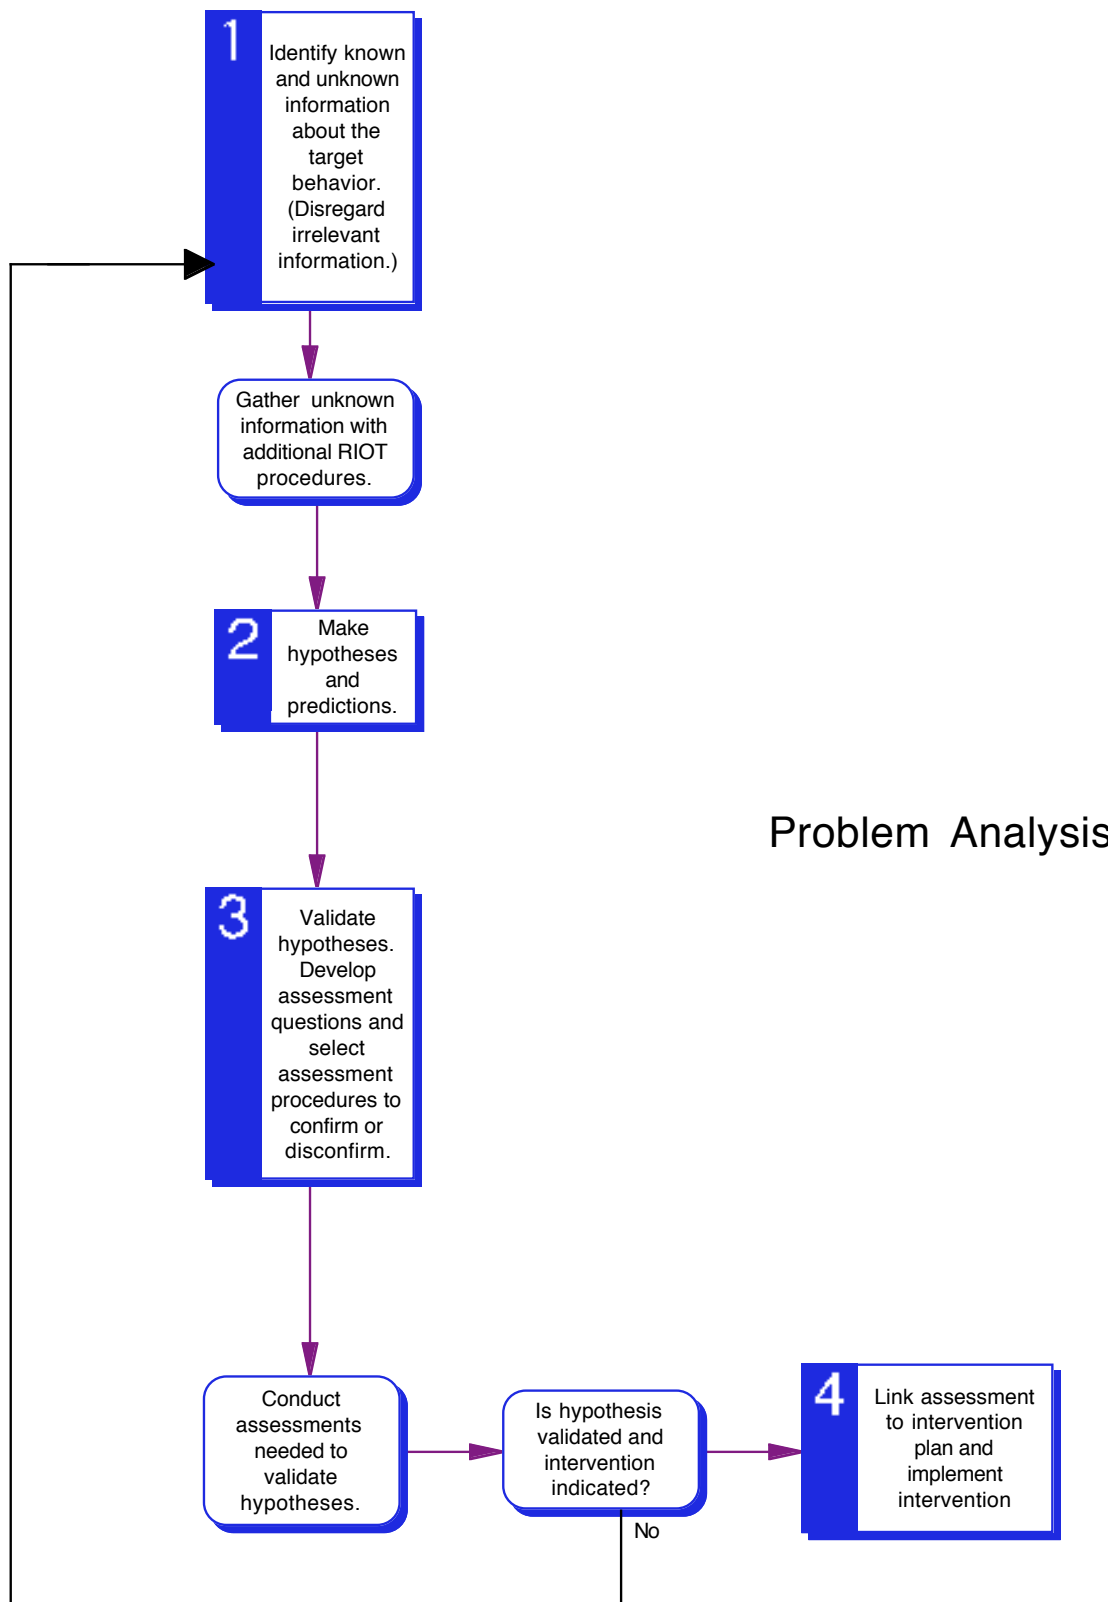 1
Identify known
and unknown
information
about the
target
behavior.
(Disregard
irrelevant
information.)
Gather unknown
information with
additional RIOT
procedures.
2
Make
hypotheses
and
predictions.
Problem Analysis
3
Validate
hypotheses.
Develop
assessment
questions and
select
assessment
procedures to
confirm or
disconfirm.
Conduct
assessments
needed to
validate
hypotheses.
Is hypothesis
validated and
intervention
indicated?
No
4
Link assessment
to intervention
plan and
implement
intervention